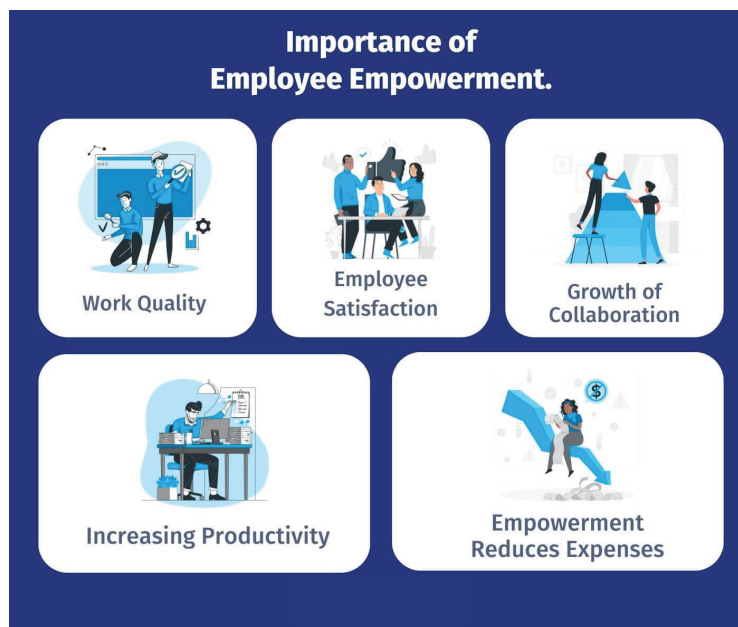 Importance of
Employee Empowerment.
Work Quality
Employee
Satisfaction
Growth of
Collaboration
Increasing Productivity
Empowerment
Reduces Expenses